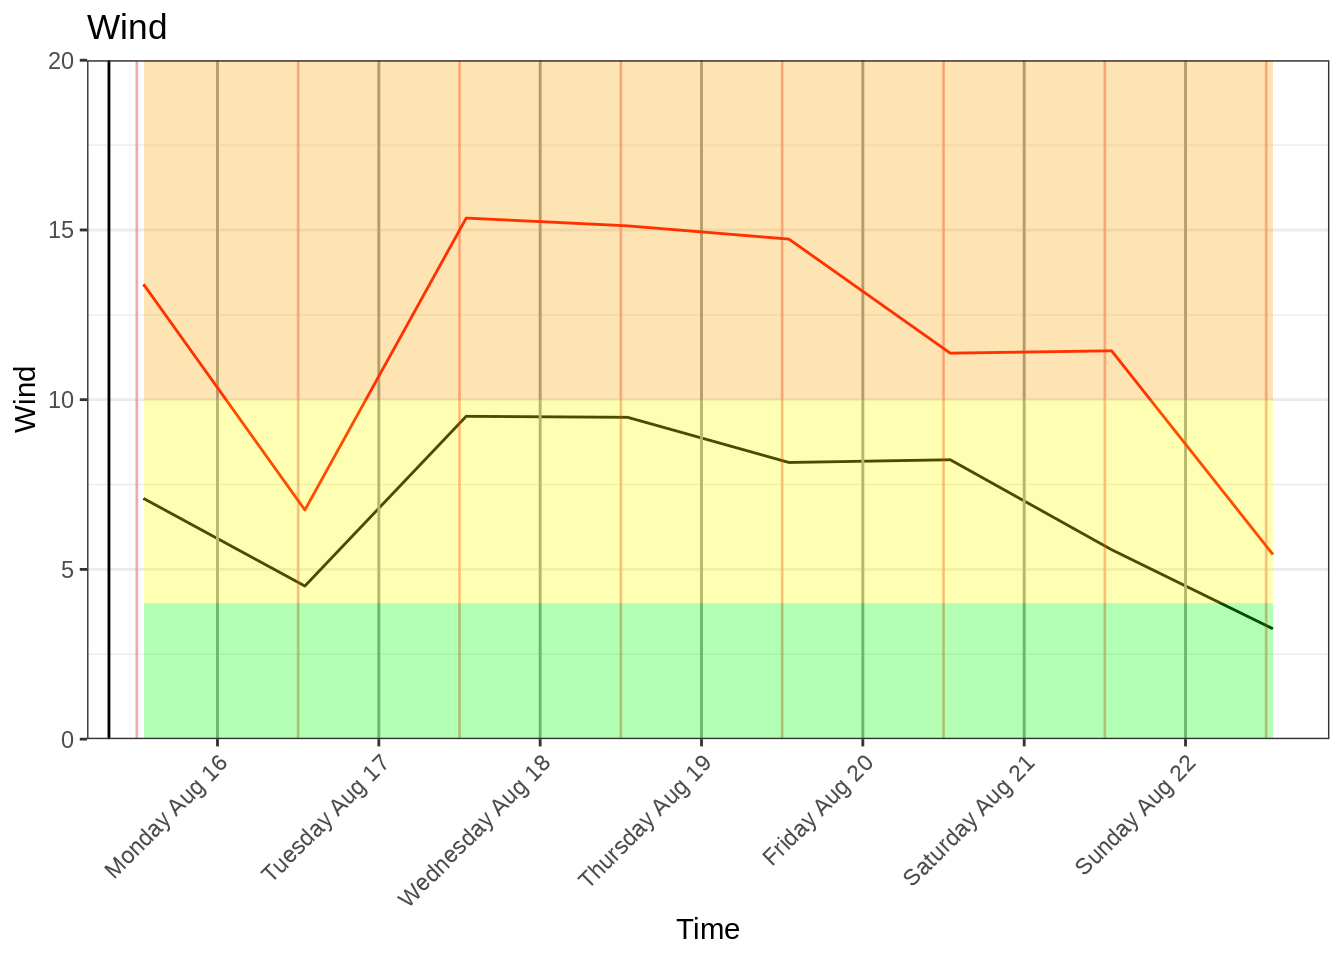 Wind
20
15
10
5
0
Wind
Monday Aug 16
Tuesday Aug 17
Wednesday Aug 18
Thursday Aug 19
Friday Aug 20
Saturday Aug 21
Sunday Aug 22
Time